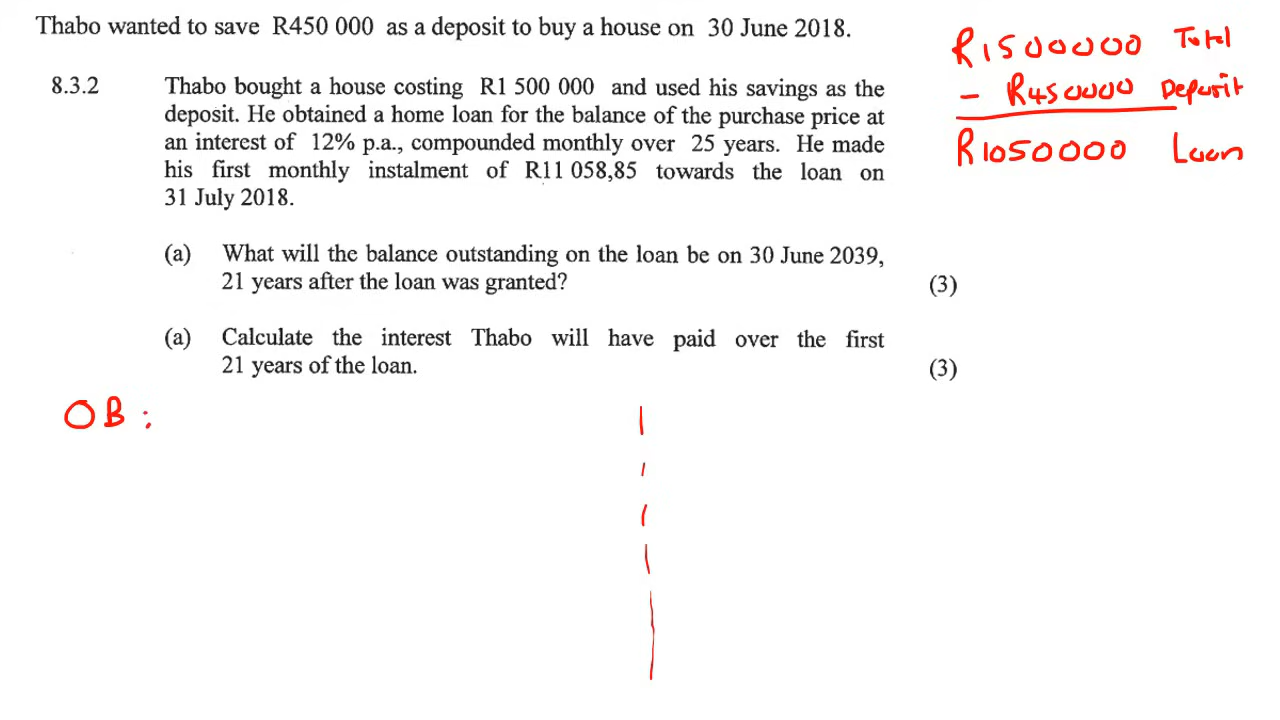 Thabo wanted to save R450 000 as a deposit to buy a house on 30 June 2018.
R1500000 Total
- R450000 Deposit
R1050000 Loan
8.3.2 Thabo bought a house costing R1 500 000 and used his savings as the
deposit. He obtained a home loan for the balance of the purchase price at
an interest of 12% p.a., compounded monthly over 25 years. He made
his first monthly instalment of R11 058,85 towards the loan on
31 July 2018.
(a) What will the balance outstanding on the loan be on 30 June 2039,
21 years after the loan was granted? (3)
(a) Calculate the interest Thabo will have paid over the first
21 years of the loan. (3)
OB :